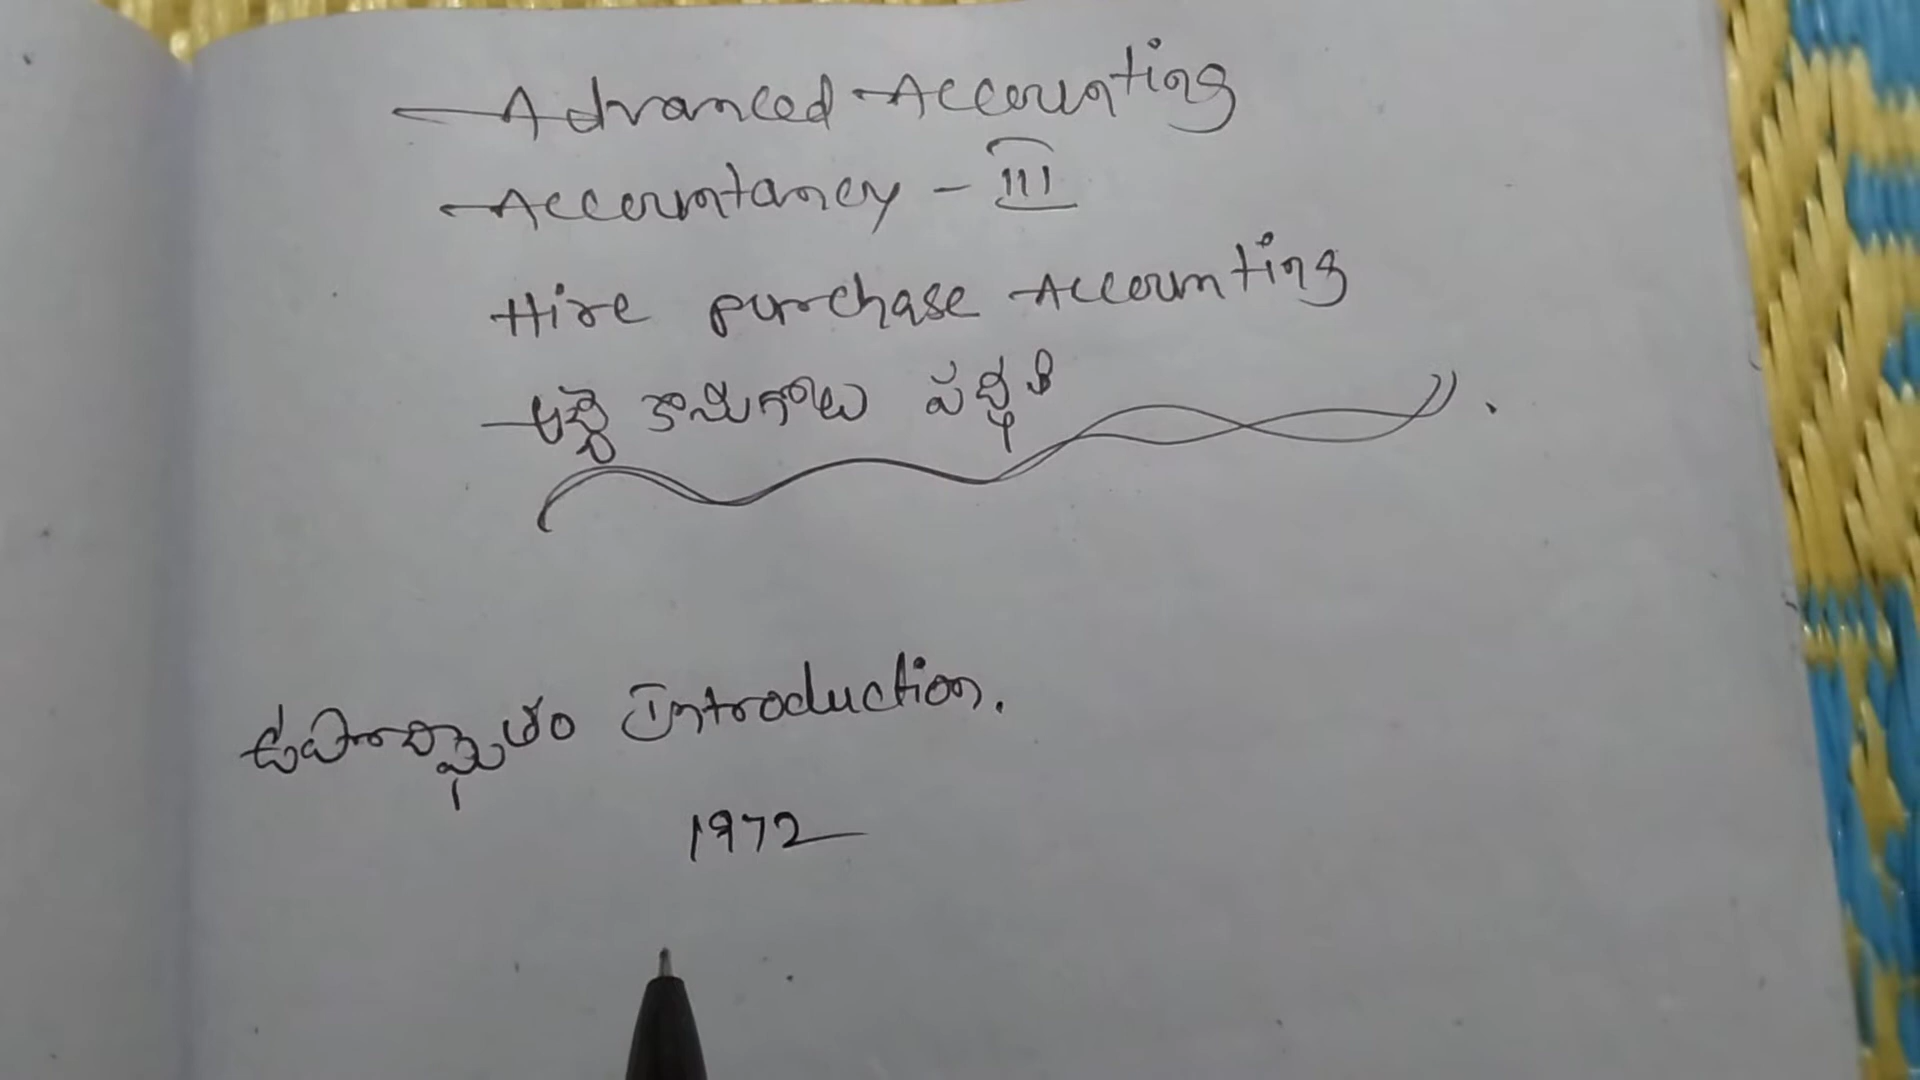 Advanced Accounting
Accountancy - III
Hire purchase Accounting
అద్దె కొనుగోలు పద్ధతి
ఉపోద్ఘాతం Introduction.
1972